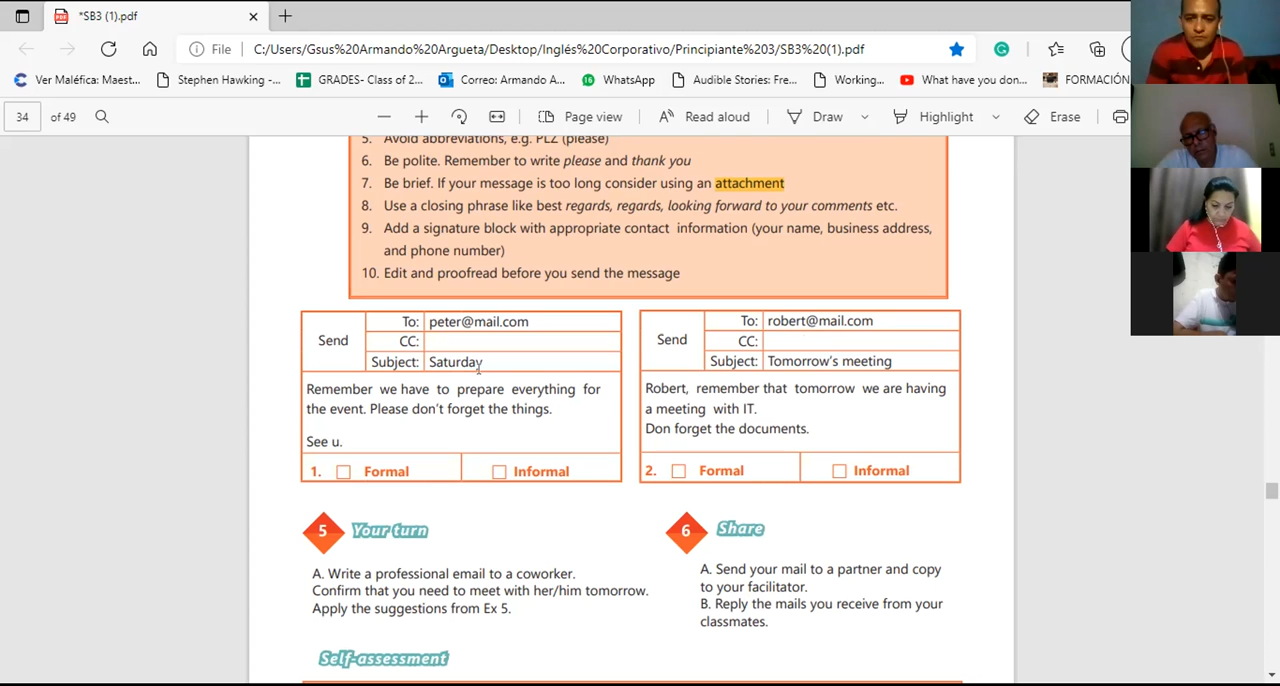 *SB3 (1).pdf
File C:/Users/Gsus%20Armando%20Argueta/Desktop/Inglés%20Corporativo/Principiante%203/SB3%20(1).pdf
Ver Maléfica: Maest... Stephen Hawking -... GRADES- Class of 2... Correo: Armando A... WhatsApp Audible Stories: Fre... Working... What have you don... FORMACIÓN
34 of 49 Page view Read aloud Draw Highlight Erase
5. Avoid abbreviations, e.g. PLZ (please)
6. Be polite. Remember to write please and thank you
7. Be brief. If your message is too long consider using an attachment
8. Use a closing phrase like best regards, regards, looking forward to your comments etc.
9. Add a signature block with appropriate contact information (your name, business address,
and phone number)
10. Edit and proofread before you send the message
Send
To: peter@mail.com
CC:
Subject: Saturday
Remember we have to prepare everything for
the event. Please don't forget the things.
See u.
1. Formal Informal
Send
To: robert@mail.com
CC:
Subject: Tomorrow's meeting
Robert, remember that tomorrow we are having
a meeting with IT.
Don forget the documents.
2. Formal Informal
5 Your turn
A. Write a professional email to a coworker.
Confirm that you need to meet with her/him tomorrow.
Apply the suggestions from Ex 5.
6 Share
A. Send your mail to a partner and copy
to your facilitator.
B. Reply the mails you receive from your
classmates.
Self-assessment